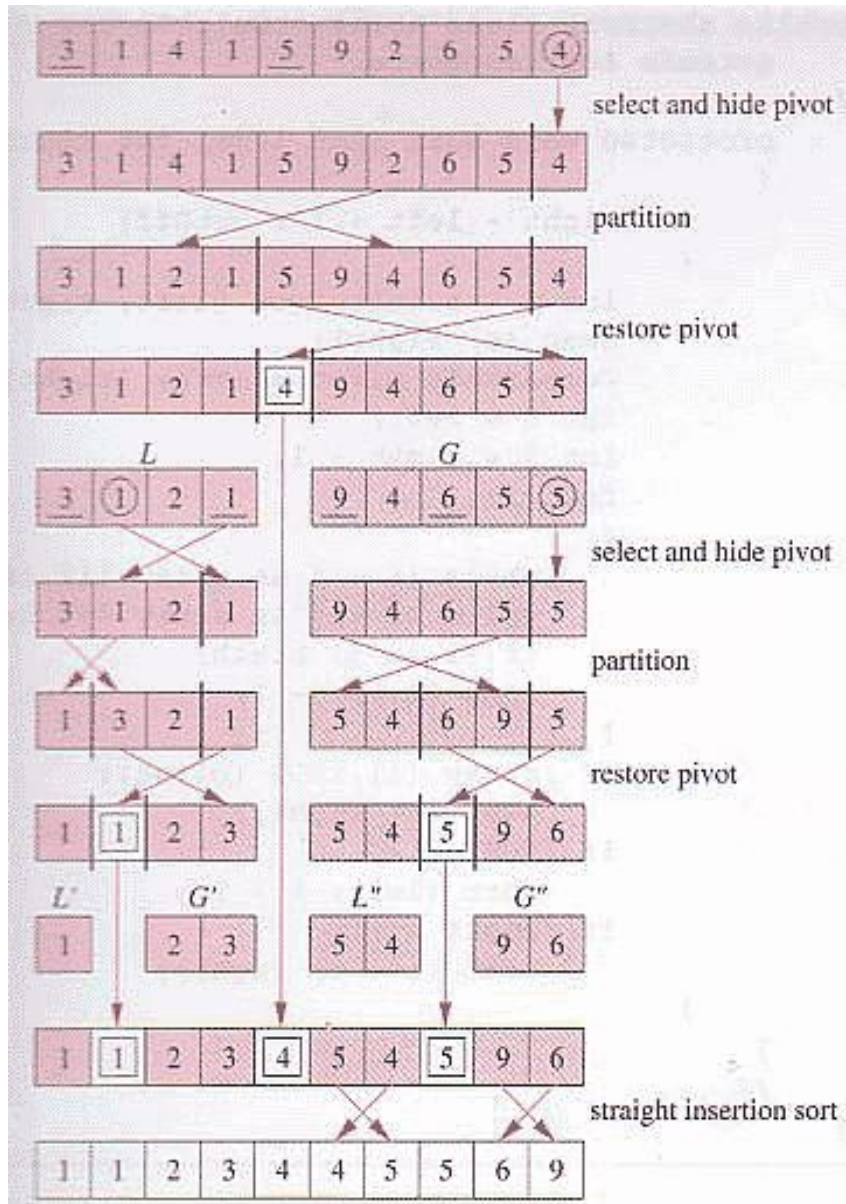 3 1 4 1 5 9 2 6 5 4
select and hide pivot
3 1 4 1 5 9 2 6 5 4
partition
3 1 2 1 5 9 4 6 5 4
restore pivot
3 1 2 1 4 9 4 6 5 5
L G
3 1 2 1 9 4 6 5 5
select and hide pivot
3 1 2 1 9 4 6 5 5
partition
1 3 2 1 5 4 6 9 5
restore pivot
1 1 2 3 5 4 5 9 6
L' G' L" G"
1 2 3 5 4 9 6
1 1 2 3 4 5 4 5 9 6
straight insertion sort
1 1 2 3 4 4 5 5 6 9